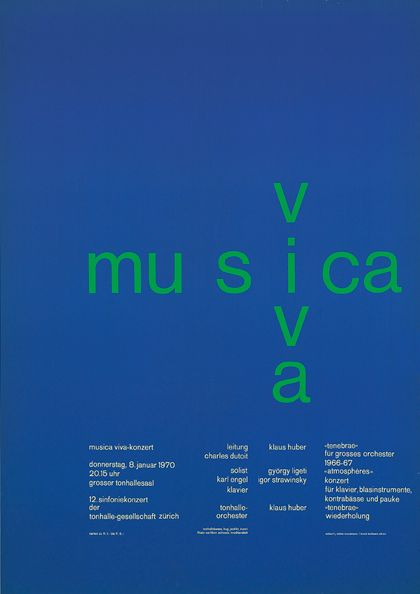 musica
viva
musica viva-konzert
donnerstag, 8. januar 1970
20.15 uhr
grosser tonhallesaal
12. sinfoniekonzert
der
tonhalle-gesellschaft zürich
leitung
charles dutoit
solist
karl engel
klavier
tonhalle-
orchester
klaus huber
györgy ligeti
igor strawinsky
klaus huber
«tenebrae»
für grosses orchester
1966-67
«atmosphères»
konzert
für klavier, blasinstrumente,
kontrabässe und pauke
«tenebrae»
wiederholung